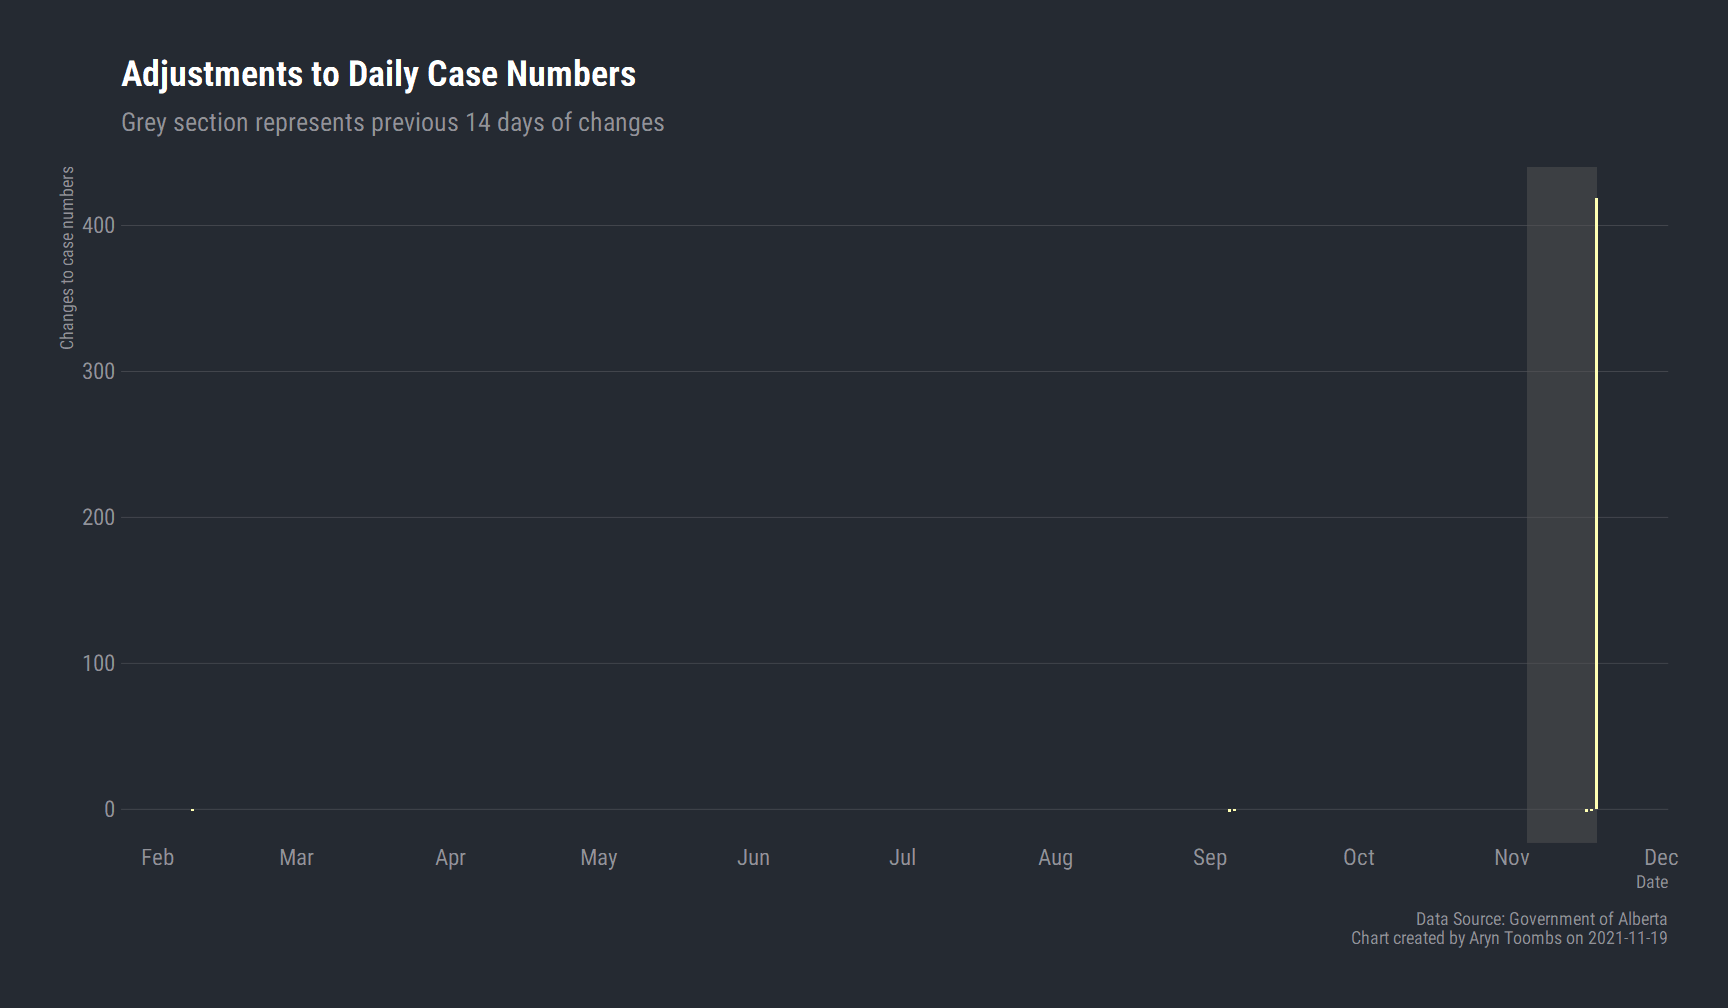 Adjustments to Daily Case Numbers
Grey section represents previous 14 days of changes
Changes to case numbers
400
300
200
100
0
Feb Mar Apr May Jun Jul Aug Sep Oct Nov Dec
Date
Data Source: Government of Alberta
Chart created by Aryn Toombs on 2021-11-19